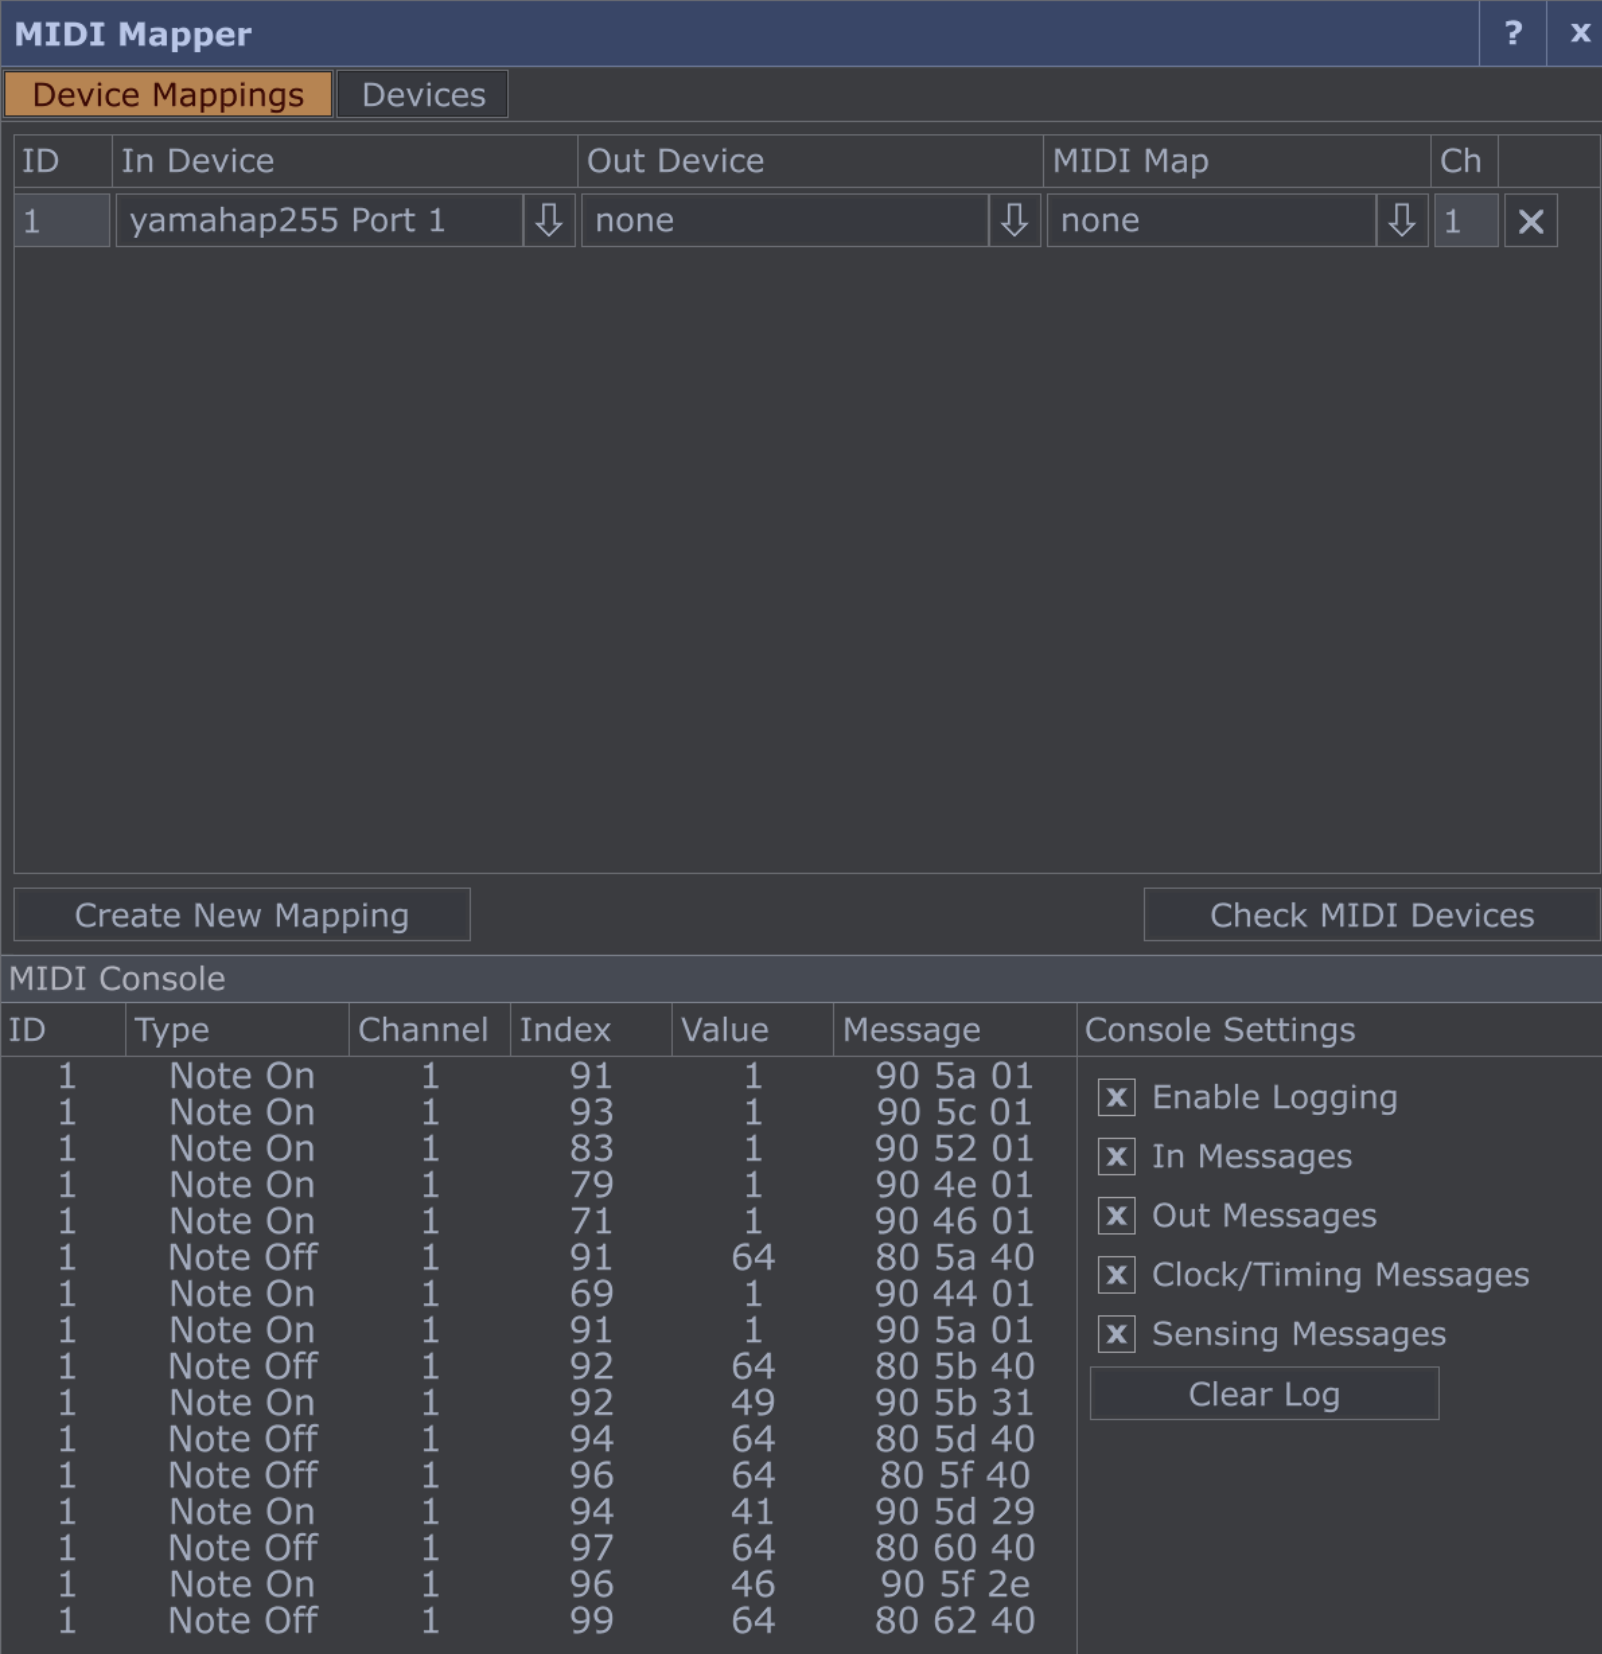 MIDI Mapper ? x
Device Mappings Devices
ID In Device Out Device MIDI Map Ch
1 yamahap255 Port 1 none none 1
Create New Mapping Check MIDI Devices
MIDI Console
ID Type Channel Index Value Message Console Settings
1 Note On 1 91 1 90 5a 01
1 Note On 1 93 1 90 5c 01
1 Note On 1 83 1 90 52 01
1 Note On 1 79 1 90 4e 01
1 Note On 1 71 1 90 46 01
1 Note Off 1 91 64 80 5a 40
1 Note On 1 69 1 90 44 01
1 Note On 1 91 1 90 5a 01
1 Note Off 1 92 64 80 5b 40
1 Note On 1 92 49 90 5b 31
1 Note Off 1 94 64 80 5d 40
1 Note Off 1 96 64 80 5f 40
1 Note On 1 94 41 90 5d 29
1 Note Off 1 97 64 80 60 40
1 Note On 1 96 46 90 5f 2e
1 Note Off 1 99 64 80 62 40
x Enable Logging
x In Messages
x Out Messages
x Clock/Timing Messages
x Sensing Messages
Clear Log